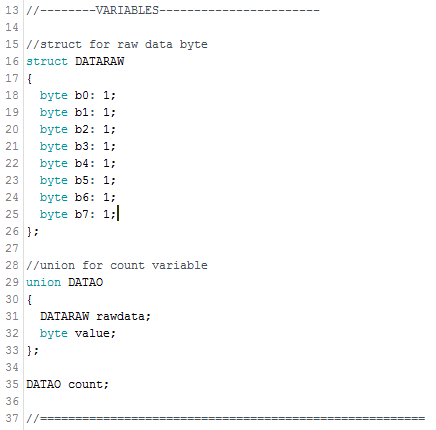 13 //--------VARIABLES-----------------------
14
15 //struct for raw data byte
16 struct DATARAW
17 {
18   byte b0: 1;
19   byte b1: 1;
20   byte b2: 1;
21   byte b3: 1;
22   byte b4: 1;
23   byte b5: 1;
24   byte b6: 1;
25   byte b7: 1;
26 };
27
28 //union for count variable
29 union DATAO
30 {
31   DATARAW rawdata;
32   byte value;
33 };
34
35 DATAO count;
36
37 //=======================================================